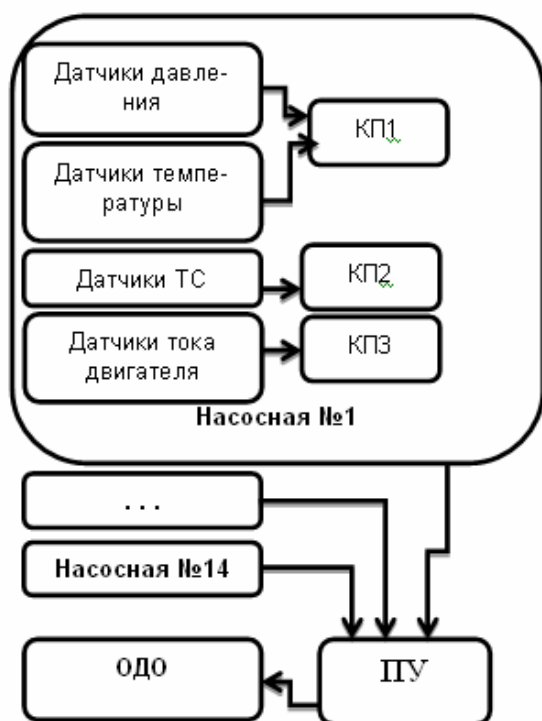 Датчики давле-
ния
КП1
Датчики темпе-
ратуры
Датчики ТС
КП2
Датчики тока
двигателя
КП3
Насосная №1
. . .
Насосная №14
ОДО
ПУ